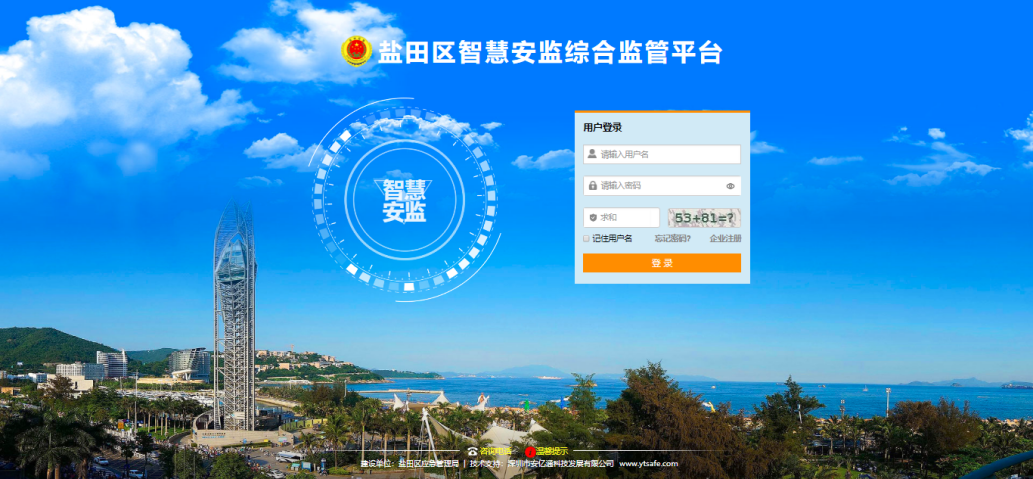 盐田区智慧安监综合监管平台
智慧
安监
用户登录
请输入用户名
请输入密码
求和
53+81=?
记住用户名 忘记密码? 企业注册
登 录
咨询电话 温馨提示
建设单位: 盐田区应急管理局 | 技术支持: 深圳市安亿通科技发展有限公司 www.ytsafe.com